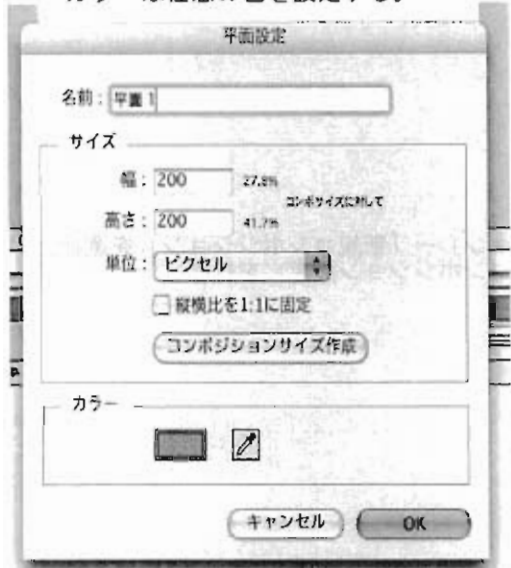 平面設定
名前：平面 1
サイズ
幅：200 27.8%
コンポサイズに対して
高さ：200 41.7%
単位：ピクセル
縦横比を1:1に固定
コンポジションサイズ作成
カラー
キャンセル OK